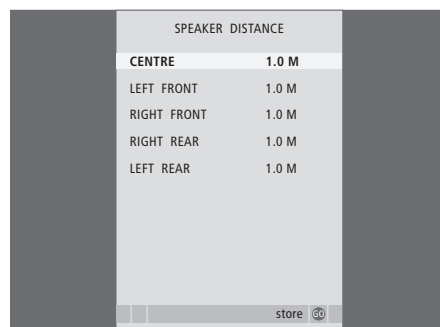 SPEAKER DISTANCE
CENTRE 1.0 M
LEFT FRONT 1.0 M
RIGHT FRONT 1.0 M
RIGHT REAR 1.0 M
LEFT REAR 1.0 M
store GO